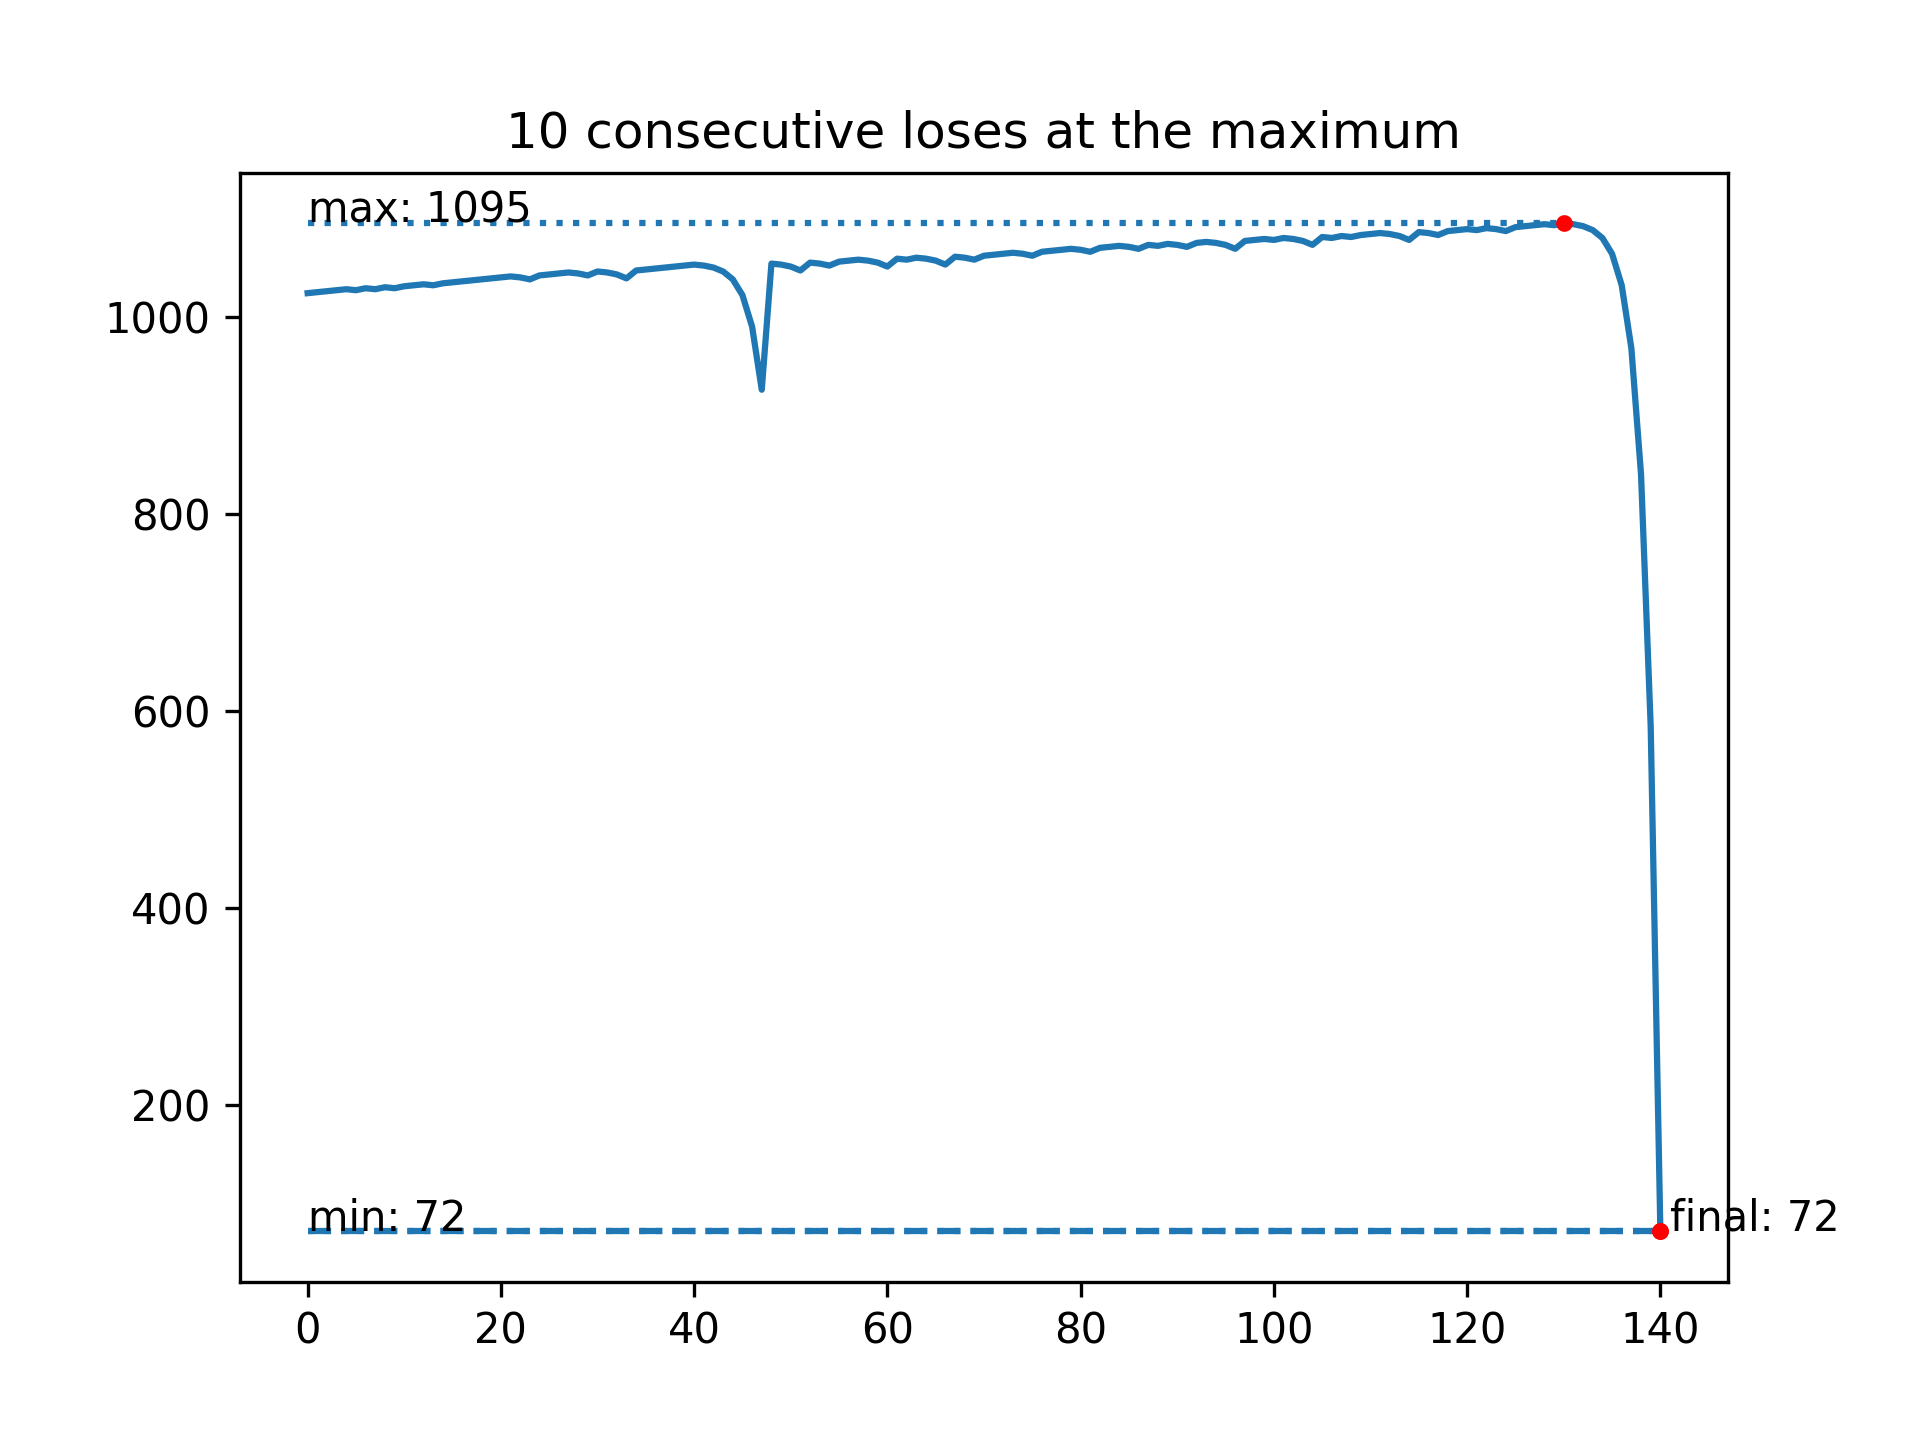 10 consecutive loses at the maximum
max: 1095
1000
800
600
400
200
min: 72
final: 72
0 20 40 60 80 100 120 140